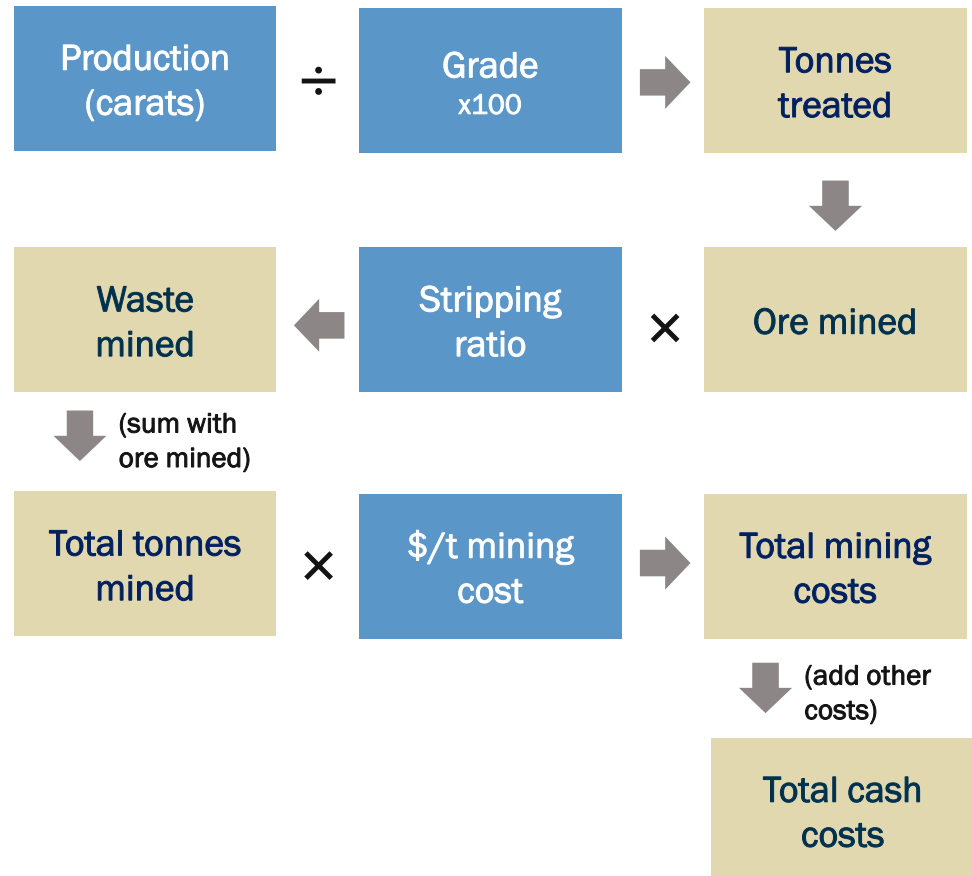 Production
(carats)
÷
Grade
x100
Tonnes
treated
Waste
mined
Stripping
ratio
×
Ore mined
(sum with
ore mined)
Total tonnes
mined
×
$/t mining
cost
Total mining
costs
(add other
costs)
Total cash
costs